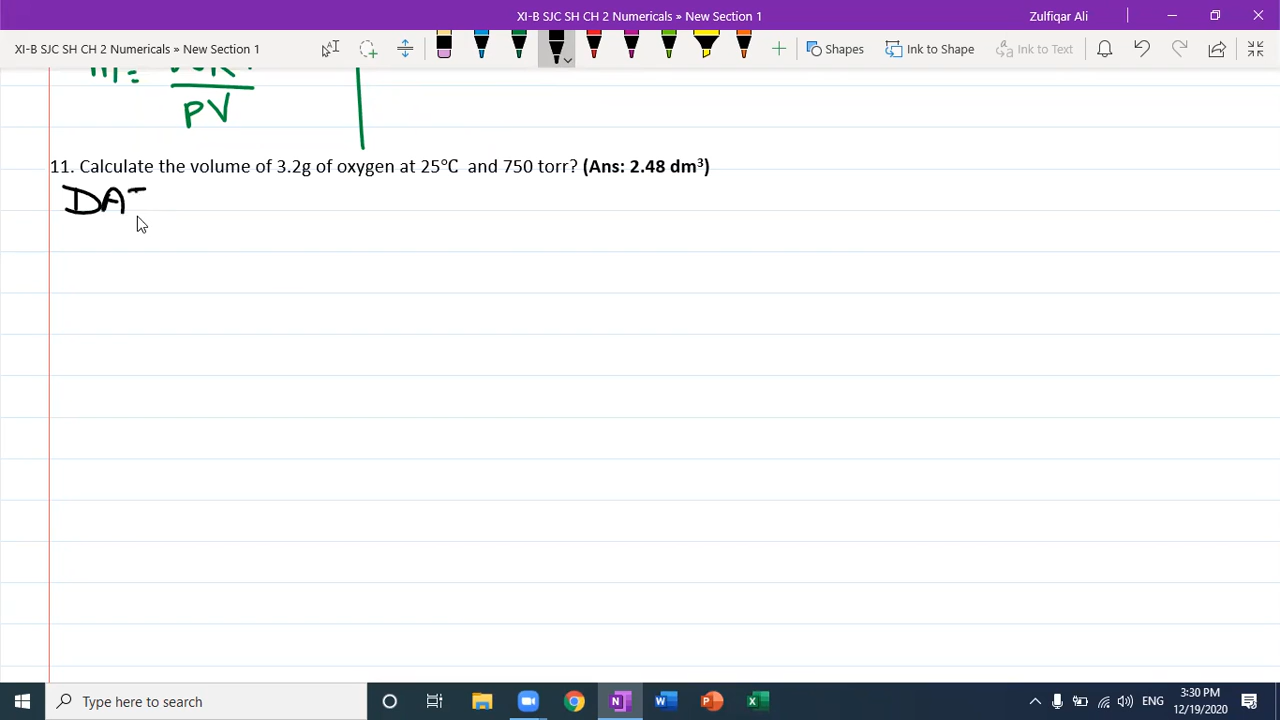 XI-B SJC SH CH 2 Numericals » New Section 1
Zulfiqar Ali
XI-B SJC SH CH 2 Numericals » New Section 1
Shapes
Ink to Shape
Ink to Text
PV
11. Calculate the volume of 3.2g of oxygen at 25°C and 750 torr? (Ans: 2.48 dm³)
DAT
Type here to search
ENG
3:30 PM
12/19/2020